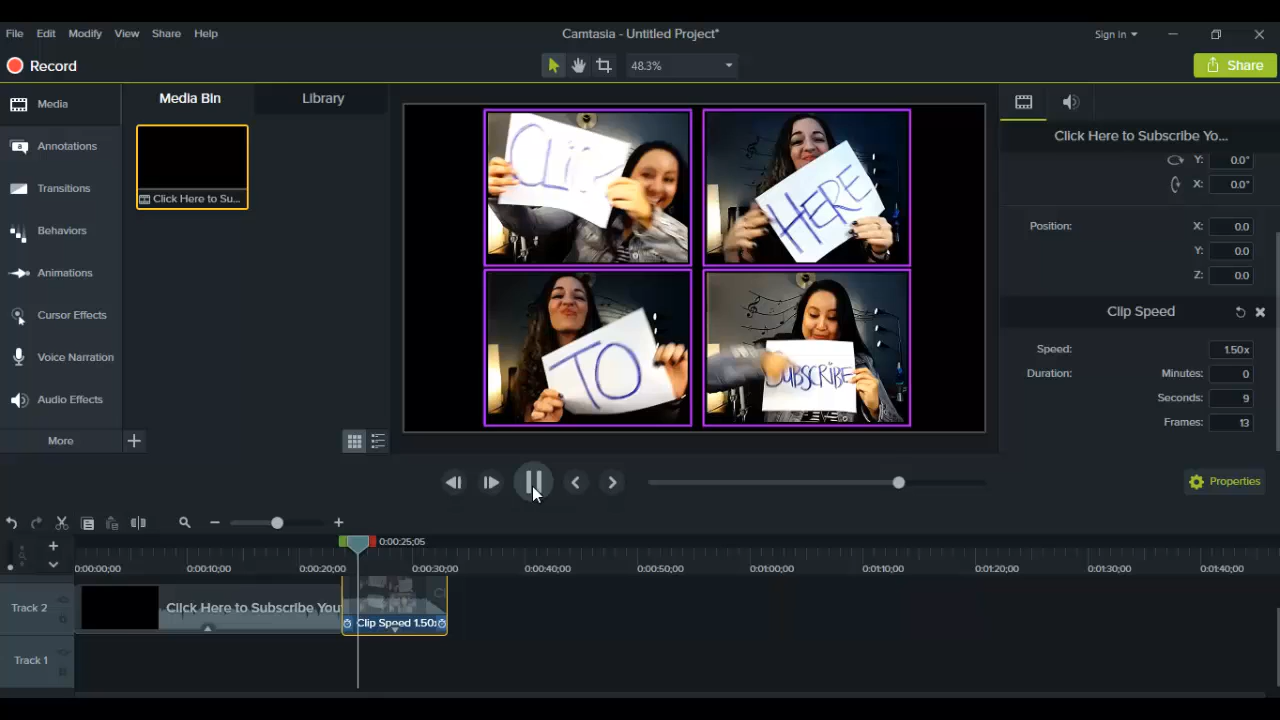 File Edit Modify View Share Help
Camtasia - Untitled Project*
Sign in
Record
48.3%
Share
Media
Annotations
Transitions
Behaviors
Animations
Cursor Effects
Voice Narration
Audio Effects
More
Media Bin
Library
Click Here to Su...
CLICK
HERE
TO
SUBSCRIBE
Click Here to Subscribe Yo...
Y: 0.0°
X: 0.0°
Position: X: 0.0
Y: 0.0
Z: 0.0
Clip Speed
Speed: 1.50x
Duration: Minutes: 0
Seconds: 9
Frames: 13
Properties
0:00:25;05
0:00:00;00 0:00:10;00 0:00:20;00 0:00:30;00 0:00:40;00 0:00:50;00 0:01:00;00 0:01:10;00 0:01:20;00 0:01:30;00 0:01:40;00
Track 2
Click Here to Subscribe You
Clip Speed 1.50x
Track 1